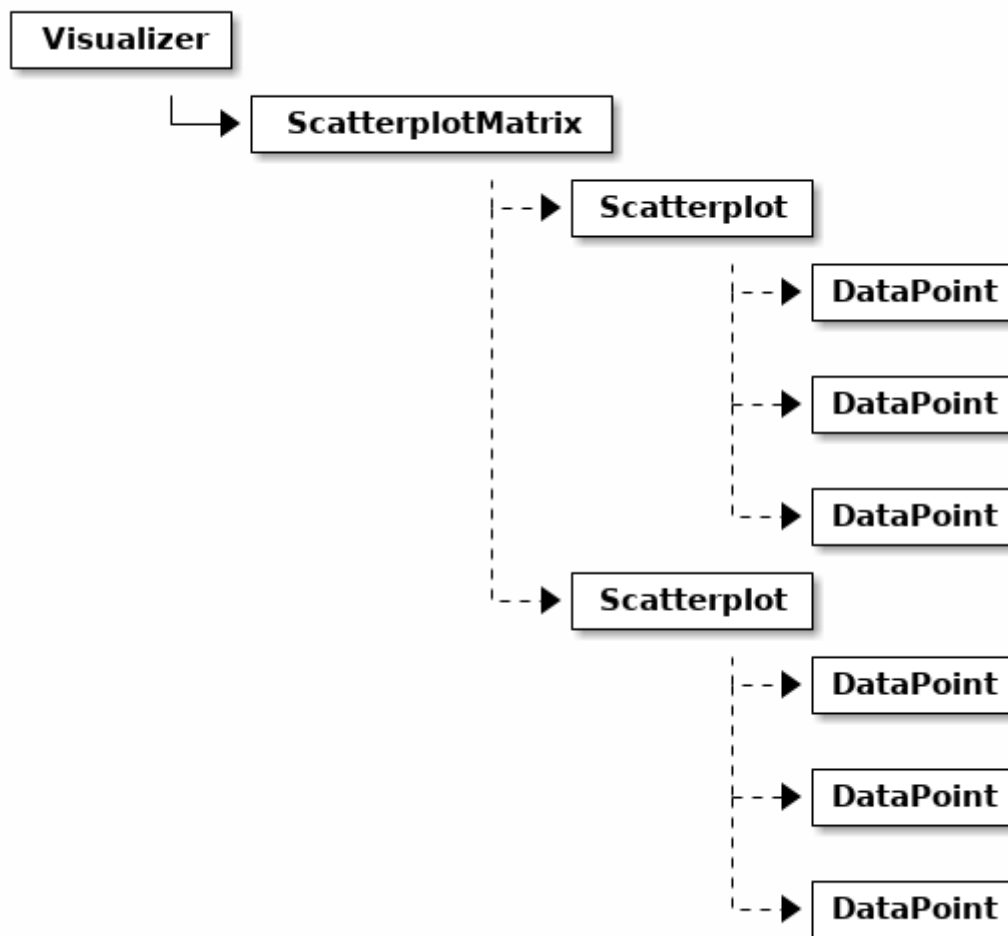 Visualizer
ScatterplotMatrix
Scatterplot
DataPoint
DataPoint
DataPoint
Scatterplot
DataPoint
DataPoint
DataPoint